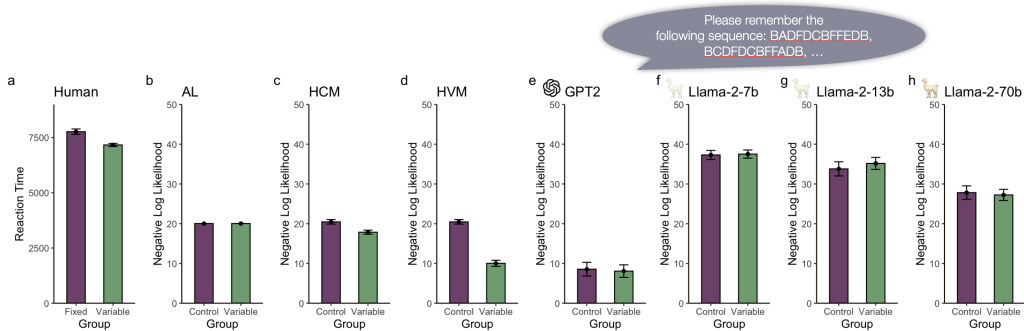 Please remember the
following sequence: BADFDCBFFEDB,
BCDFDCBFFADB, ...
a
Human
Reaction Time
7500
5000
2500
0
Fixed Variable
Group
b
AL
Negative Log Likelihood
50
40
30
20
10
0
Control Variable
Group
c
HCM
Negative Log Likelihood
50
40
30
20
10
0
Control Variable
Group
d
HVM
Negative Log Likelihood
50
40
30
20
10
0
Control Variable
Group
e
GPT2
Negative Log Likelihood
50
40
30
20
10
0
Control Variable
Group
f
Llama-2-7b
Negative Log Likelihood
50
40
30
20
10
0
Control Variable
Group
g
Llama-2-13b
Negative Log Likelihood
50
40
30
20
10
0
Control Variable
Group
h
Llama-2-70b
Negative Log Likelihood
50
40
30
20
10
0
Control Variable
Group